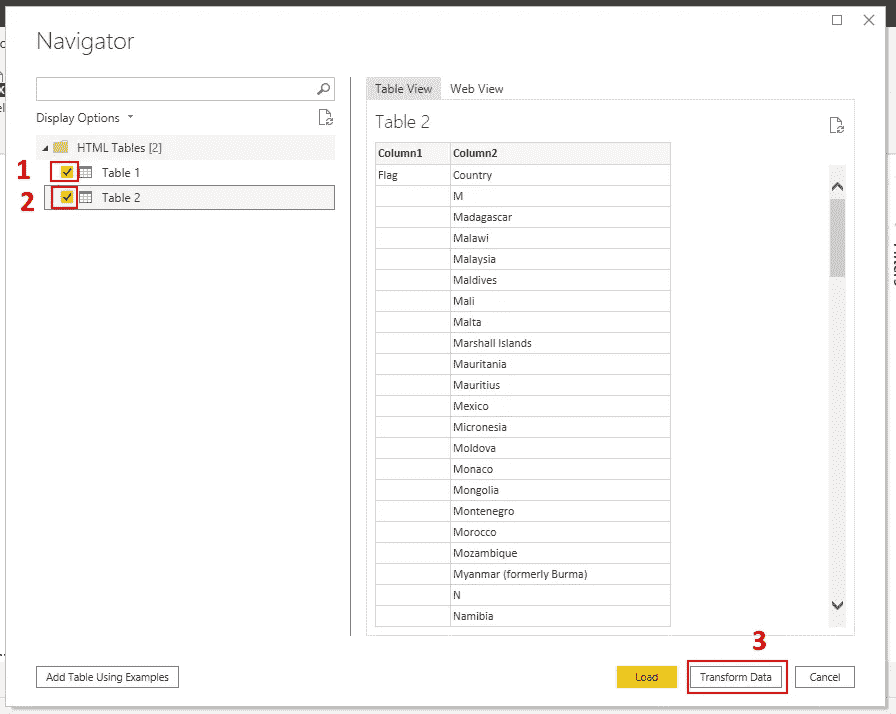 Navigator
Display Options
HTML Tables [2]
1 Table 1
2 Table 2
Table View Web View
Table 2
Column1 Column2
Flag Country
M
Madagascar
Malawi
Malaysia
Maldives
Mali
Malta
Marshall Islands
Mauritania
Mauritius
Mexico
Micronesia
Moldova
Monaco
Mongolia
Montenegro
Morocco
Mozambique
Myanmar (formerly Burma)
N
Namibia
3
Add Table Using Examples Load Transform Data Cancel